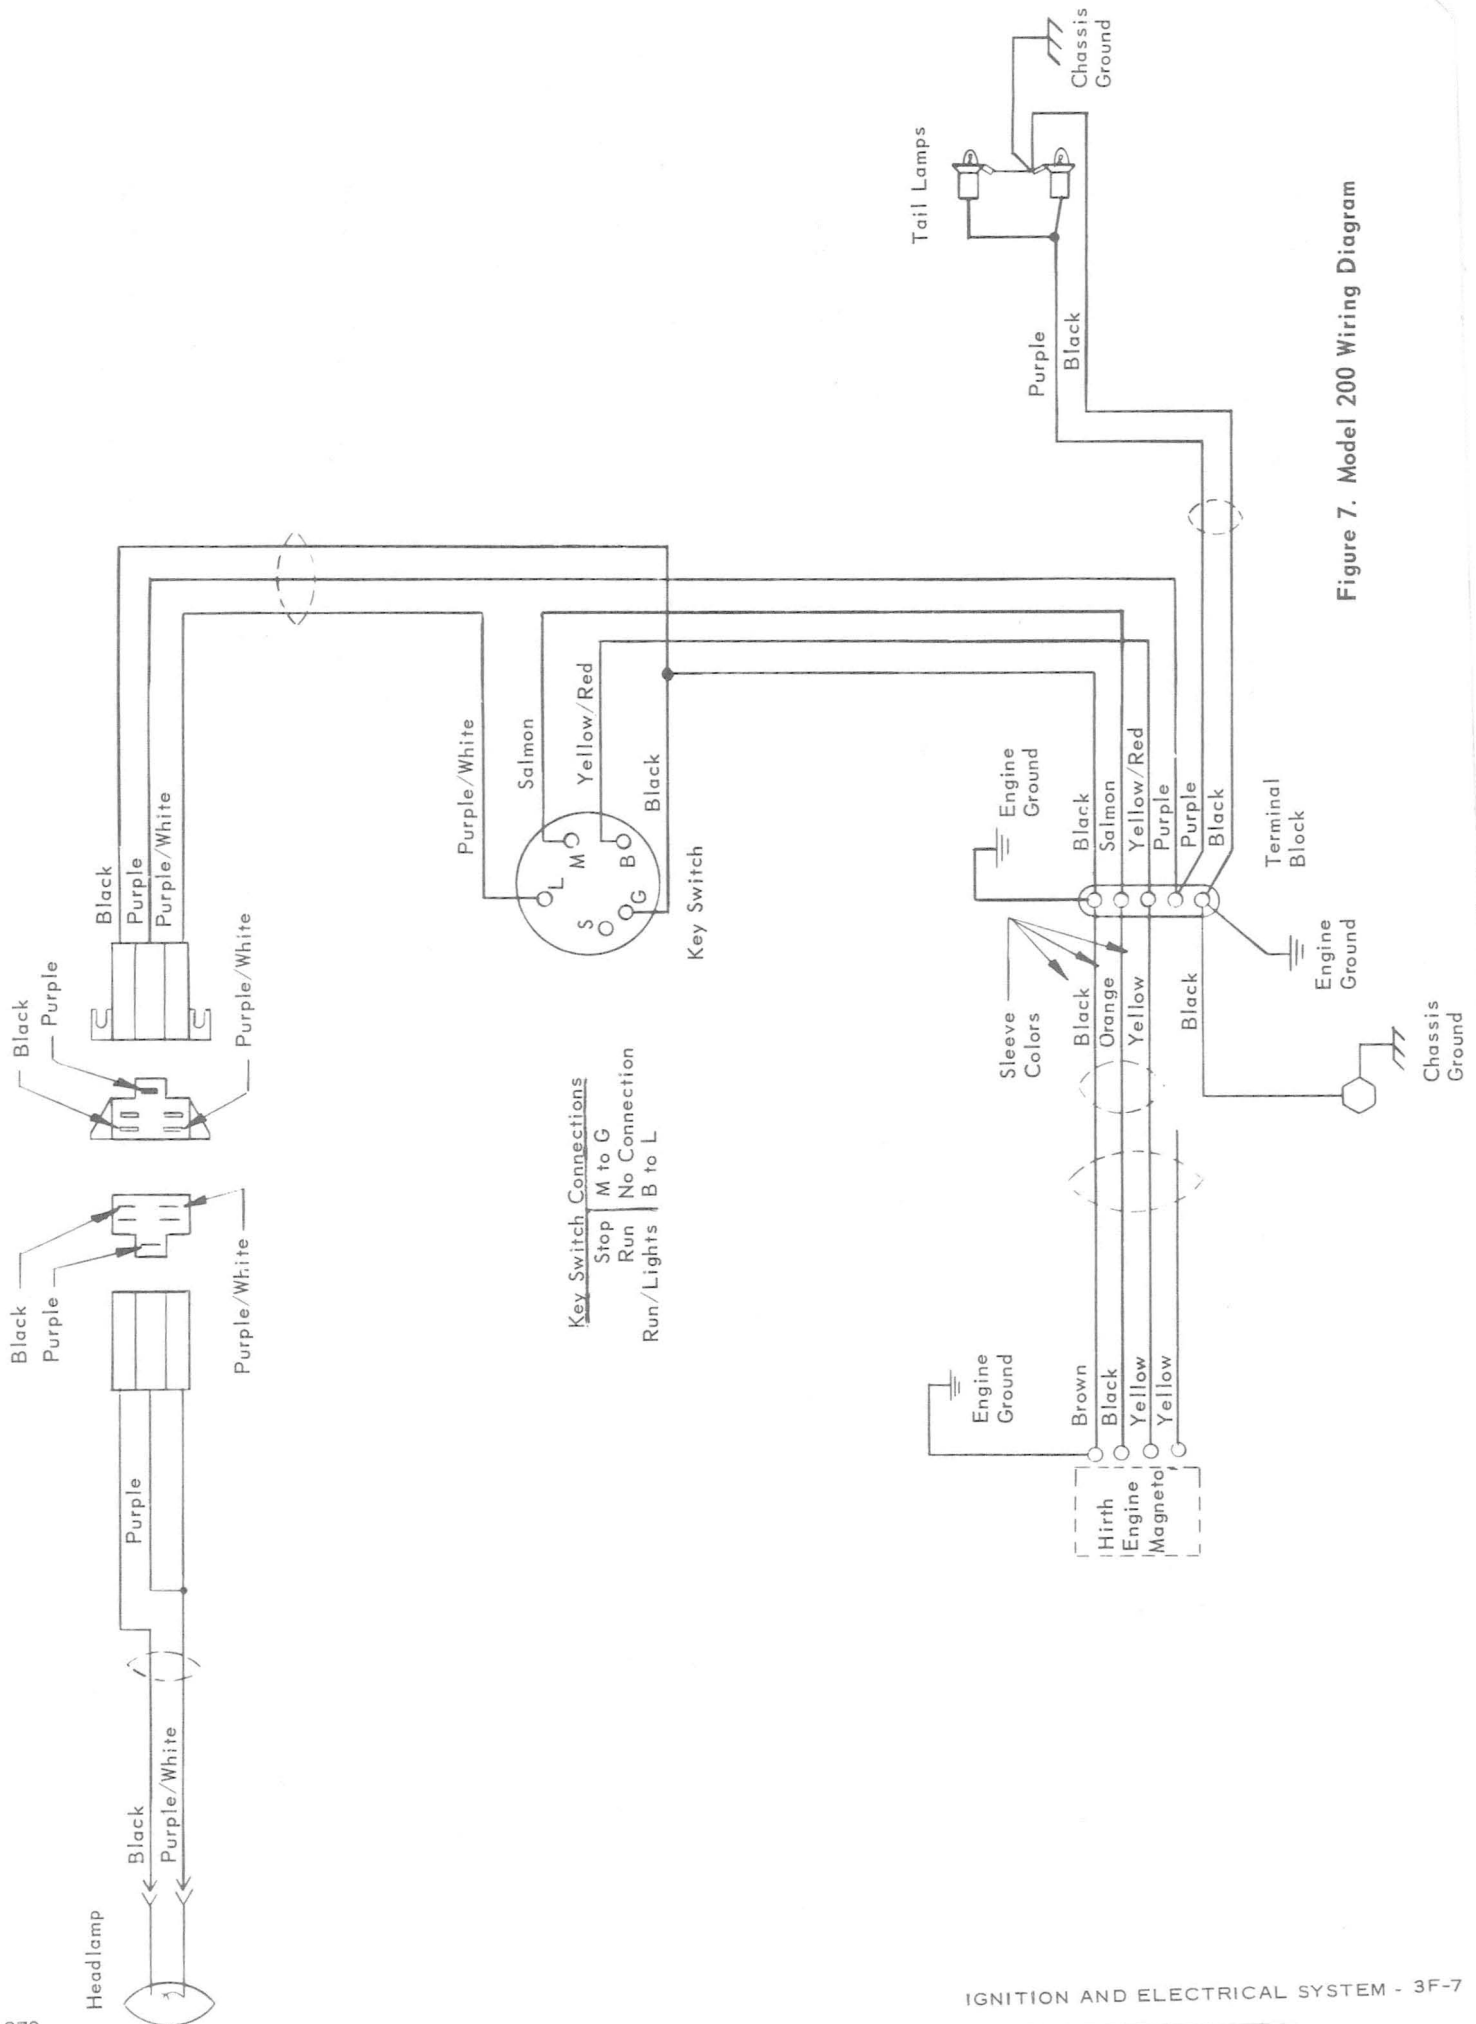 Headlamp
Black
Purple/White
Purple
Black
Purple
Purple/White
Black
Purple
Purple/White
Black
Purple
Purple/White
Purple/White
Salmon
Yellow/Red
Black
L
M
B
G
S
Key Switch
Key Switch Connections
Stop M to G
Run No Connection
Run/Lights B to L
Tail Lamps
Chassis
Ground
Purple
Black
Engine
Ground
Black
Salmon
Yellow/Red
Purple
Purple
Black
Terminal
Block
Sleeve
Colors
Black
Orange
Yellow
Black
Engine
Ground
Chassis
Ground
Engine
Ground
Brown
Black
Yellow
Yellow
Hirth
Engine
Magneto
Figure 7. Model 200 Wiring Diagram
IGNITION AND ELECTRICAL SYSTEM - 3F-7